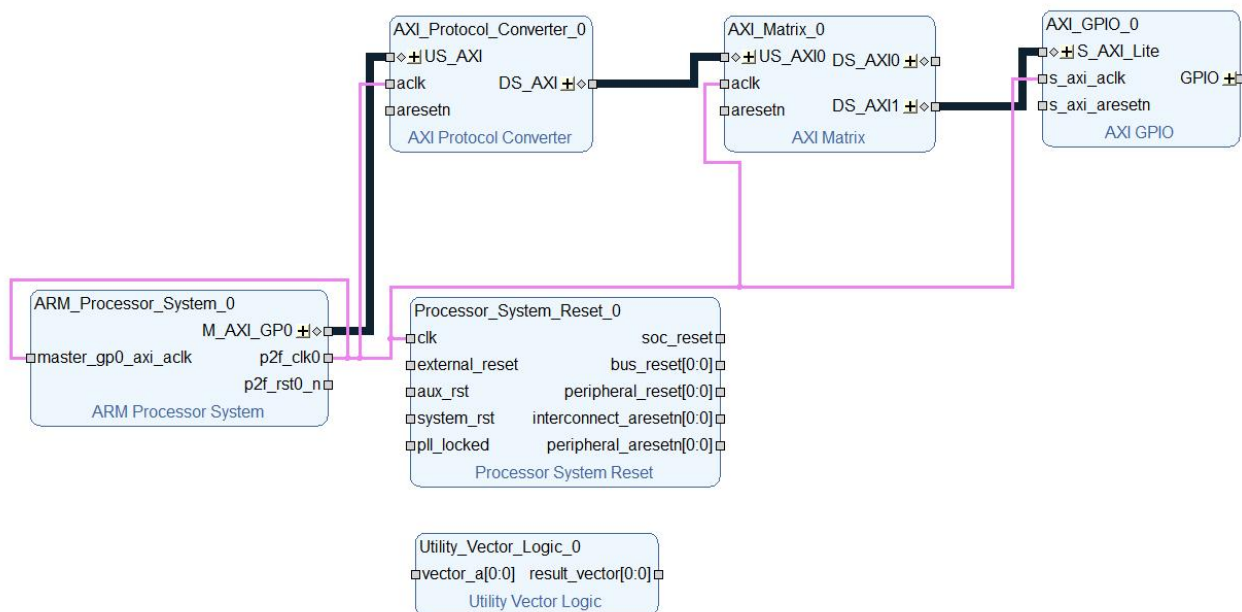 AXI_Protocol_Converter_0
US_AXI
DS_AXI
aclk
aresetn
AXI Protocol Converter
AXI_Matrix_0
US_AXI0
DS_AXI0
aclk
DS_AXI1
aresetn
AXI Matrix
AXI_GPIO_0
S_AXI_Lite
s_axi_aclk
GPIO
s_axi_aresetn
AXI GPIO
ARM_Processor_System_0
M_AXI_GP0
master_gp0_axi_aclk p2f_clk0
p2f_rst0_n
ARM Processor System
Processor_System_Reset_0
clk soc_reset
external_reset bus_reset[0:0]
aux_rst peripheral_reset[0:0]
system_rst interconnect_aresetn[0:0]
pll_locked peripheral_aresetn[0:0]
Processor System Reset
Utility_Vector_Logic_0
vector_a[0:0] result_vector[0:0]
Utility Vector Logic